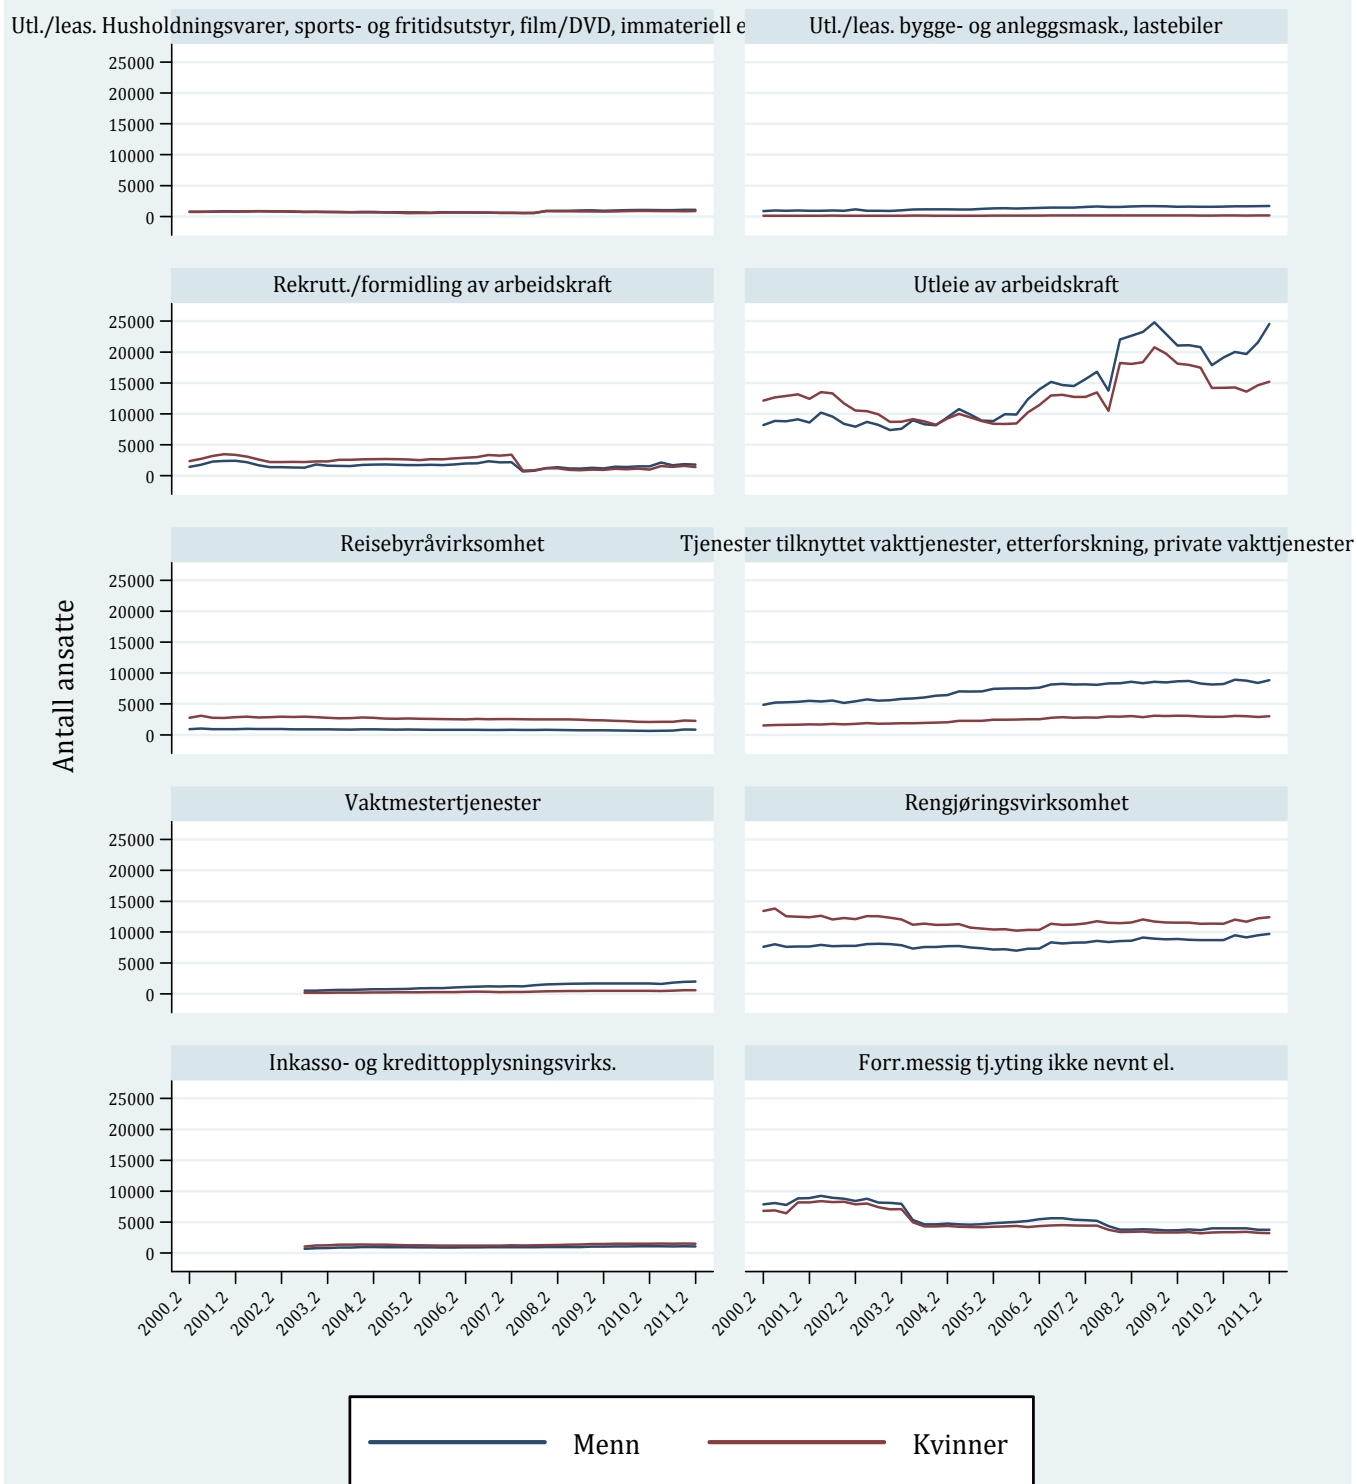 Utl./leas. Husholdningsvarer, sports- og fritidsutstyr, film/DVD, immateriell e
Utl./leas. bygge- og anleggsmask., lastebiler
25000
20000
15000
10000
5000
0
Rekrutt./formidling av arbeidskraft
Utleie av arbeidskraft
25000
20000
15000
10000
5000
0
Reisebyråvirksomhet
Tjenester tilknyttet vakttjenester, etterforskning, private vakttjenester
25000
20000
15000
10000
5000
0
Antall ansatte
Vaktmestertjenester
Rengjøringsvirksomhet
25000
20000
15000
10000
5000
0
Inkasso- og kredittopplysningsvirks.
Forr.messig tj.yting ikke nevnt el.
25000
20000
15000
10000
5000
0
2000_2 2001_2 2002_2 2003_2 2004_2 2005_2 2006_2 2007_2 2008_2 2009_2 2010_2 2011_2
2000_2 2001_2 2002_2 2003_2 2004_2 2005_2 2006_2 2007_2 2008_2 2009_2 2010_2 2011_2
Menn Kvinner